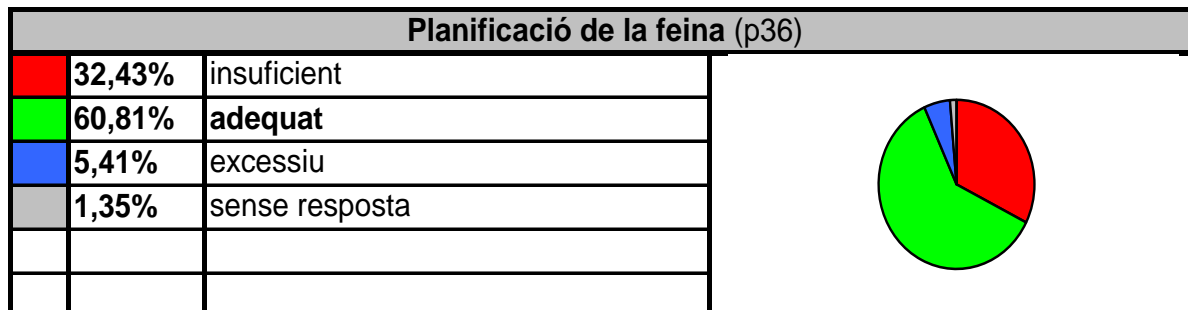 Planificació de la feina (p36)
32,43% insuficient
60,81% adequat
5,41% excessiu
1,35% sense resposta